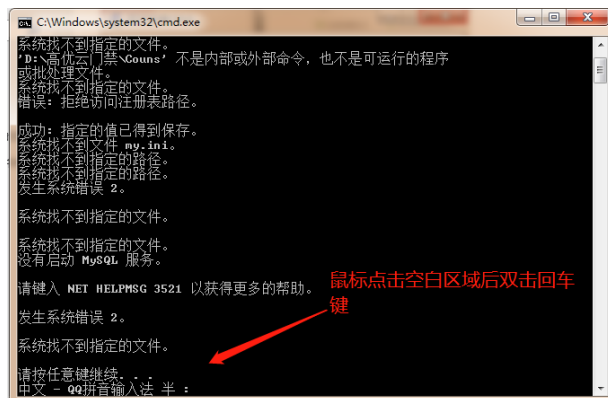 C:\Windows\system32\cmd.exe
系统找不到指定的文件。
'D:\高优云门禁\Couns' 不是内部或外部命令，也不是可运行的程序
或批处理文件。
系统找不到指定的文件。
错误: 拒绝访问注册表路径。
成功: 指定的值已得到保存。
系统找不到文件 my.ini。
系统找不到指定的路径。
系统找不到指定的路径。
发生系统错误 2。
系统找不到指定的文件。
系统找不到指定的文件。
没有启动 MySQL 服务。
请键入 NET HELPMSG 3521 以获得更多的帮助。
发生系统错误 2。
系统找不到指定的文件。
请按任意键继续. . .
中文 - QQ拼音输入法 半 :
鼠标点击空白区域后双击回车
键